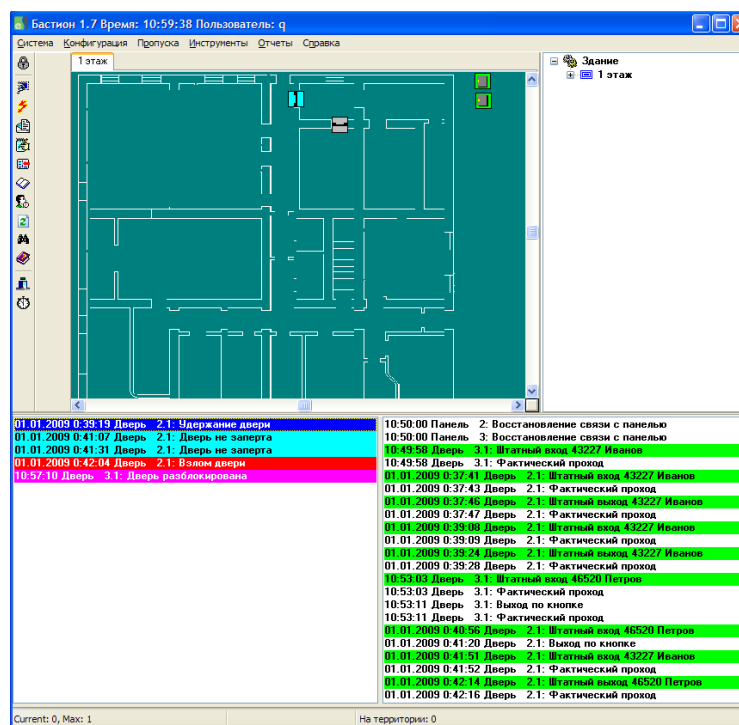 Бастион 1.7 Время: 10:59:38 Пользователь: q
Система Конфигурация Пропуска Инструменты Отчеты Справка
1 этаж
Здание
1 этаж
01.01.2009 0:39:19 Дверь 2.1: Удержание двери
01.01.2009 0:41:07 Дверь 2.1: Дверь не заперта
01.01.2009 0:41:31 Дверь 2.1: Дверь не заперта
01.01.2009 0:42:04 Дверь 2.1: Взлом двери
10:57:10 Дверь 3.1: Дверь разблокирована
10:50:00 Панель 2: Восстановление связи с панелью
10:50:00 Панель 3: Восстановление связи с панелью
10:49:58 Дверь 3.1: Штатный вход 43227 Иванов
10:49:58 Дверь 3.1: Фактический проход
01.01.2009 0:37:41 Дверь 2.1: Штатный вход 43227 Иванов
01.01.2009 0:37:43 Дверь 2.1: Фактический проход
01.01.2009 0:37:46 Дверь 2.1: Штатный выход 43227 Иванов
01.01.2009 0:37:47 Дверь 2.1: Фактический проход
01.01.2009 0:39:08 Дверь 2.1: Штатный вход 43227 Иванов
01.01.2009 0:39:09 Дверь 2.1: Фактический проход
01.01.2009 0:39:24 Дверь 2.1: Штатный выход 43227 Иванов
01.01.2009 0:39:28 Дверь 2.1: Фактический проход
10:53:03 Дверь 3.1: Штатный вход 46520 Петров
10:53:03 Дверь 3.1: Фактический проход
10:53:11 Дверь 3.1: Выход по кнопке
10:53:11 Дверь 3.1: Фактический проход
01.01.2009 0:40:56 Дверь 2.1: Штатный вход 46520 Петров
01.01.2009 0:41:20 Дверь 2.1: Выход по кнопке
01.01.2009 0:41:51 Дверь 2.1: Штатный вход 43227 Иванов
01.01.2009 0:41:52 Дверь 2.1: Фактический проход
01.01.2009 0:42:14 Дверь 2.1: Штатный выход 46520 Петров
01.01.2009 0:42:16 Дверь 2.1: Фактический проход
Current: 0, Max: 1
На территории: 0